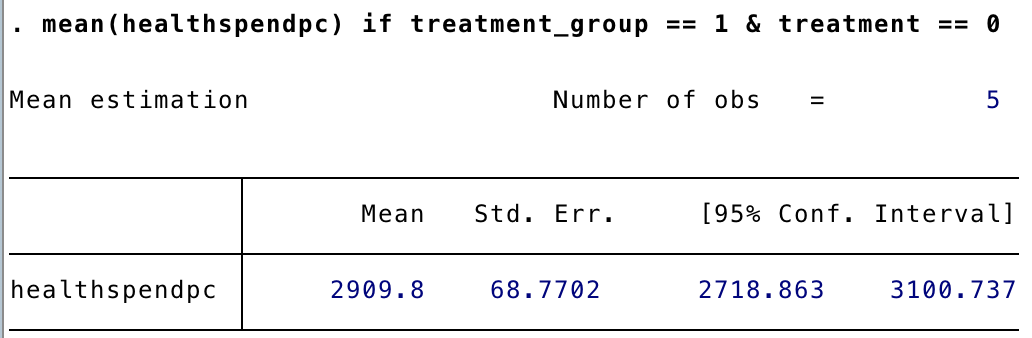 . mean(healthspendpc) if treatment_group == 1 & treatment == 0
Mean estimation Number of obs = 5
Mean Std. Err. [95% Conf. Interval]
healthspendpc 2909.8 68.7702 2718.863 3100.737